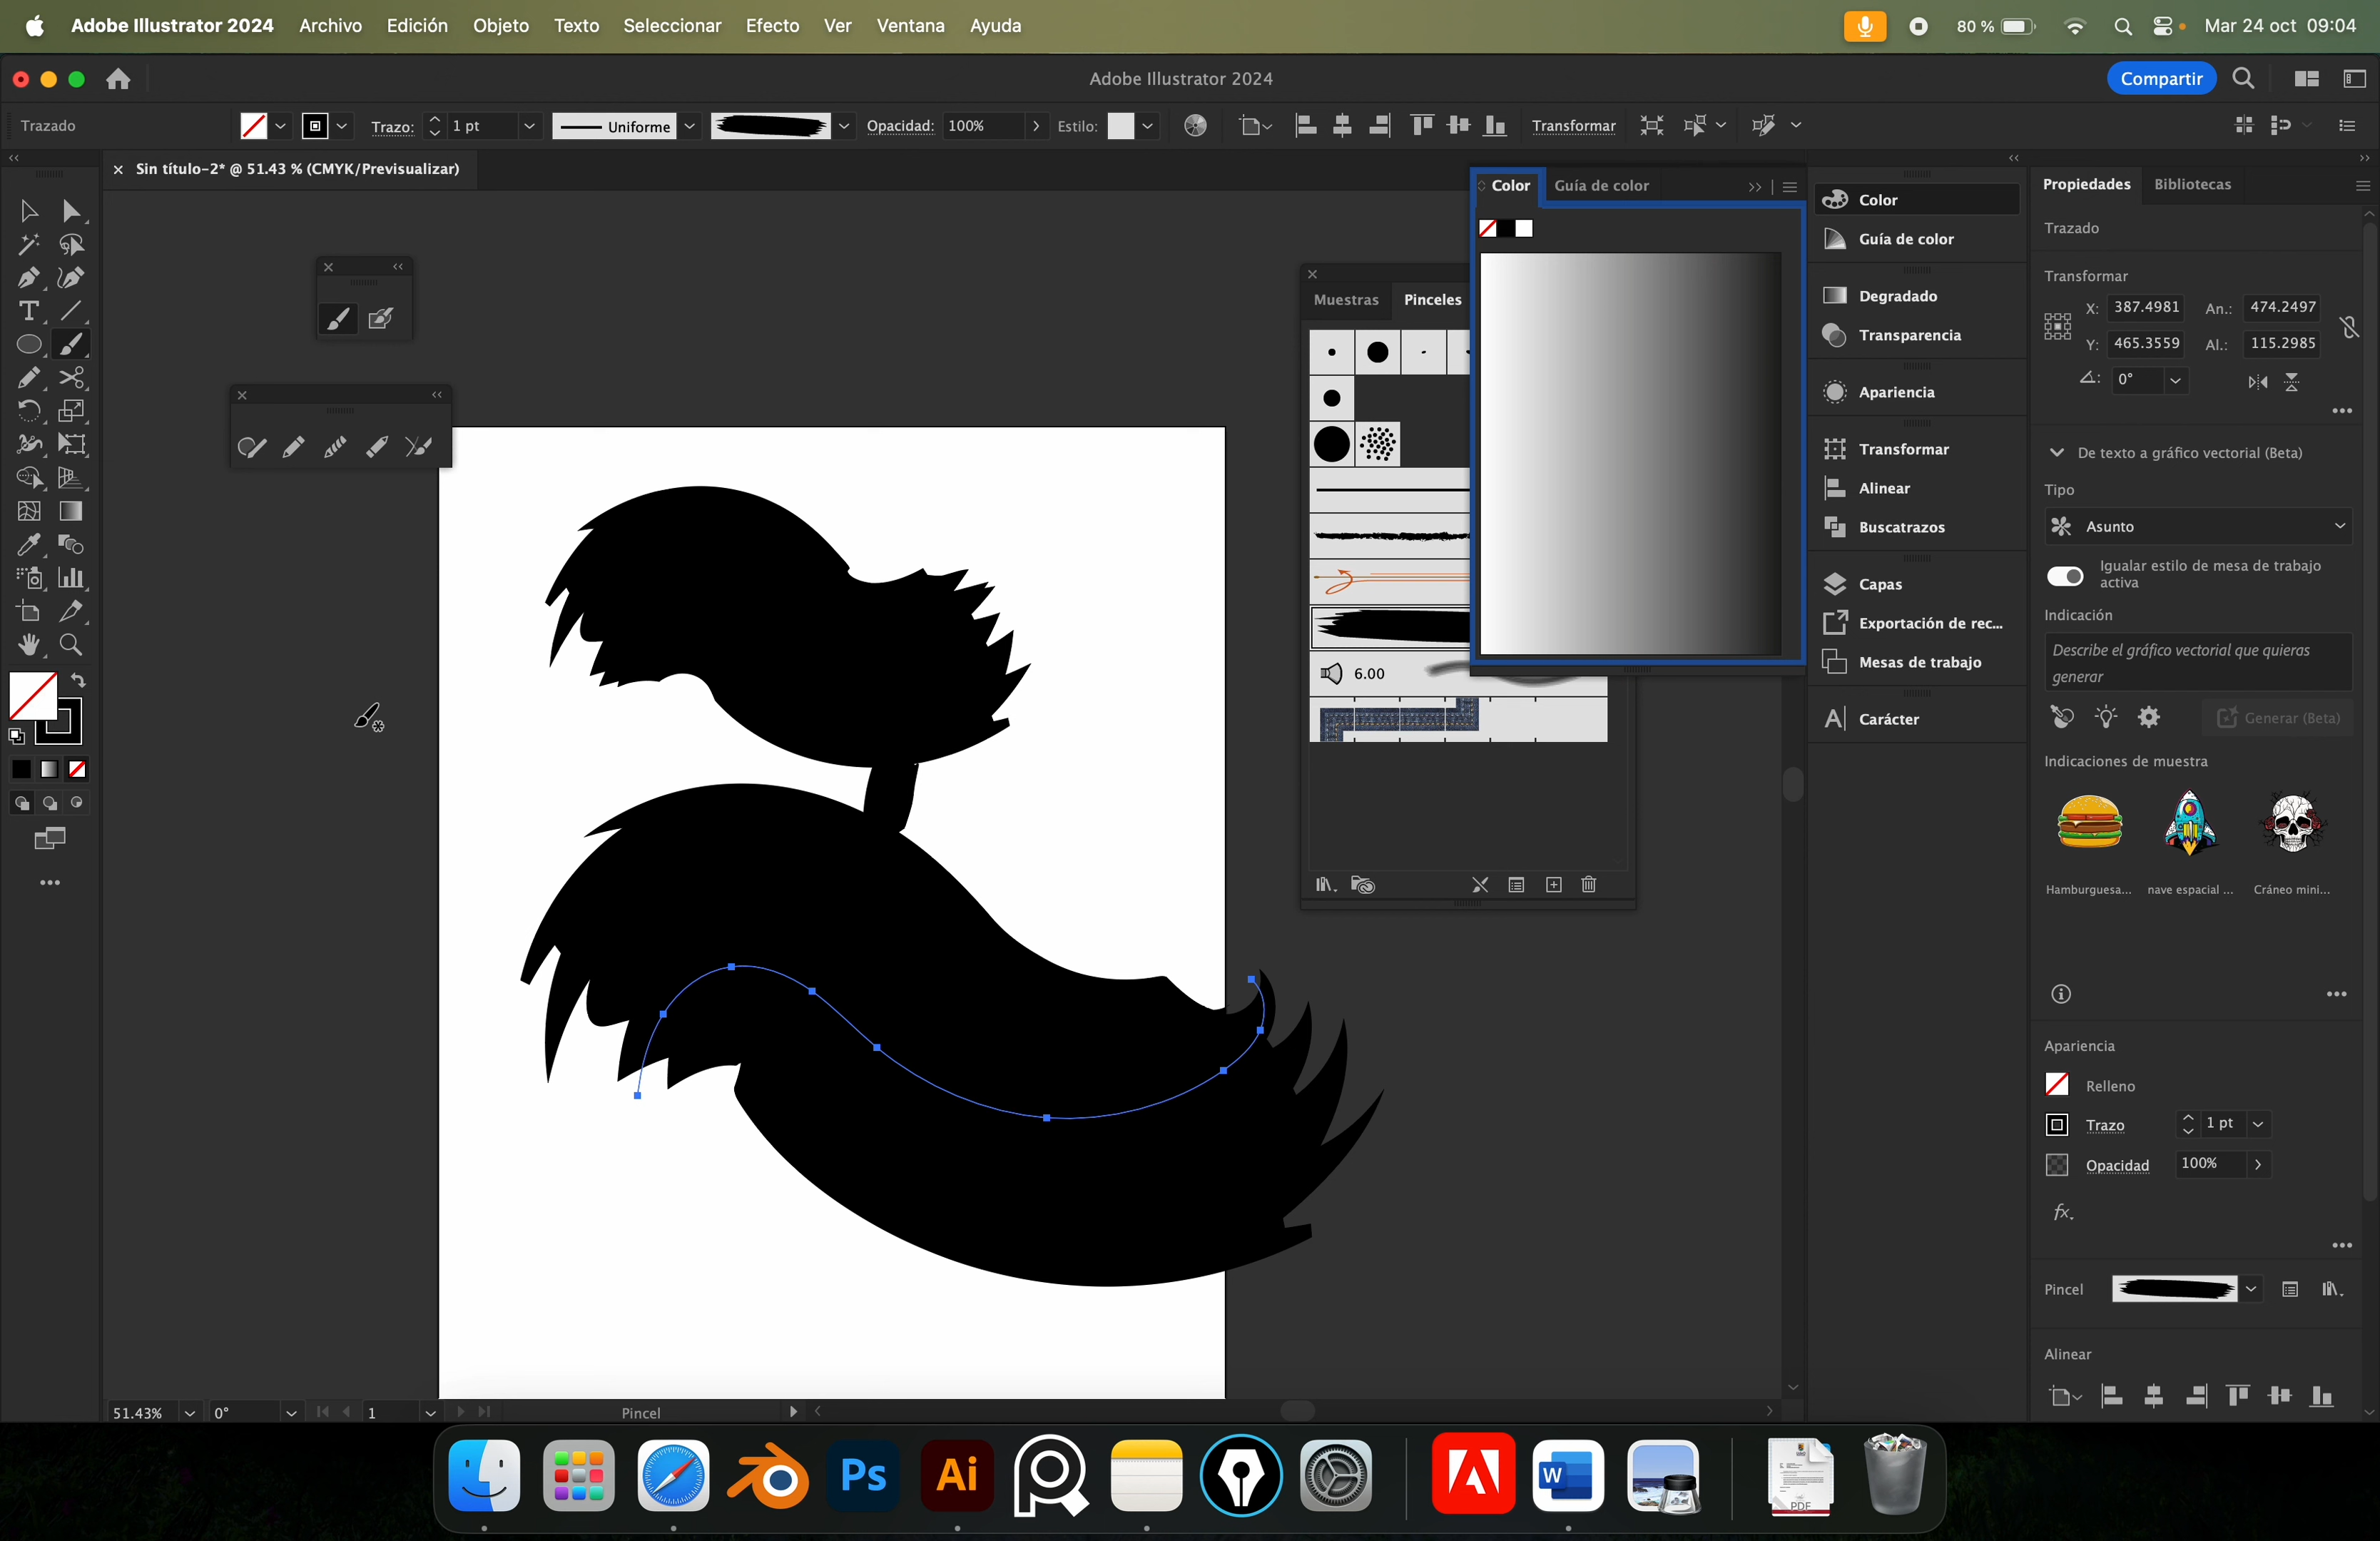 Adobe Illustrator 2024 Archivo Edición Objeto Texto Seleccionar Efecto Ver Ventana Ayuda
80 % Mar 24 oct 09:04
Adobe Illustrator 2024
Compartir
Trazado
Trazo: 1 pt Uniforme Opacidad: 100% Estilo: Transformar
Sin título-2* @ 51.43 % (CMYK/Previsualizar)
Muestras Pinceles
6.00
Color Guía de color
Color
Guía de color
Degradado
Transparencia
Apariencia
Transformar
Alinear
Buscatrazos
Capas
Exportación de rec...
Mesas de trabajo
Carácter
Propiedades Bibliotecas
Trazado
Transformar
X: 387.4981 An.: 474.2497
Y: 465.3559 Al.: 115.2985
0°
De texto a gráfico vectorial (Beta)
Tipo
Asunto
Igualar estilo de mesa de trabajo
activa
Indicación
Describe el gráfico vectorial que quieras
generar
Generar (Beta)
Indicaciones de muestra
Hamburguesa... nave espacial ... Cráneo mini...
Apariencia
Relleno
Trazo 1 pt
Opacidad 100%
fx.
Pincel
Alinear
51.43% 0° 1 Pincel
Ps Ai W PDF